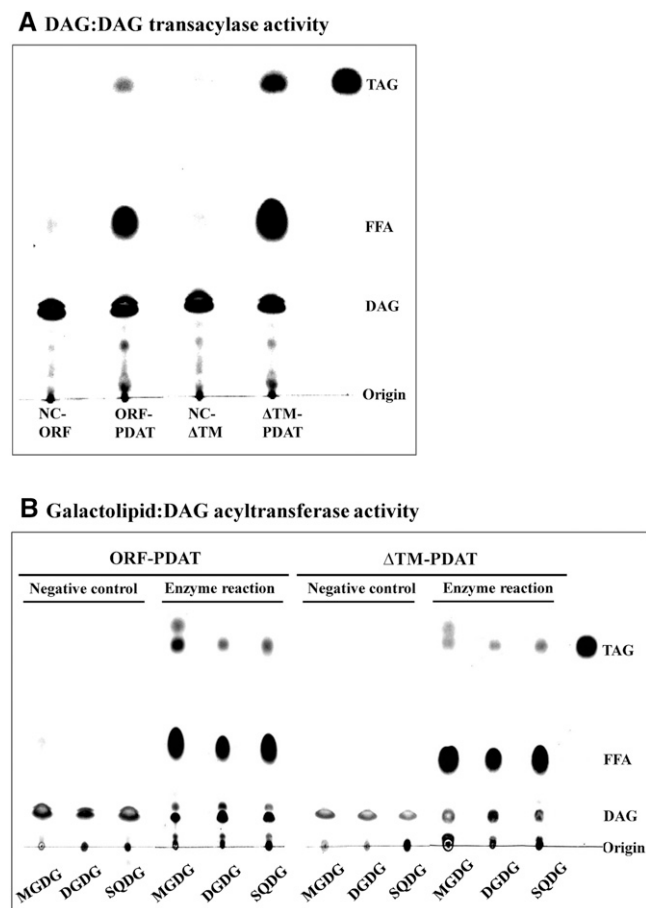 A DAG:DAG transacylase activity
TAG
FFA
DAG
Origin
NC-
ORF
ORF-
PDAT
NC-
ΔTM
ΔTM-
PDAT
B Galactolipid:DAG acyltransferase activity
ORF-PDAT
ΔTM-PDAT
Negative control
Enzyme reaction
Negative control
Enzyme reaction
TAG
FFA
DAG
Origin
MGDG
DGDG
SQDG
MGDG
DGDG
SQDG
MGDG
DGDG
SQDG
MGDG
DGDG
SQDG